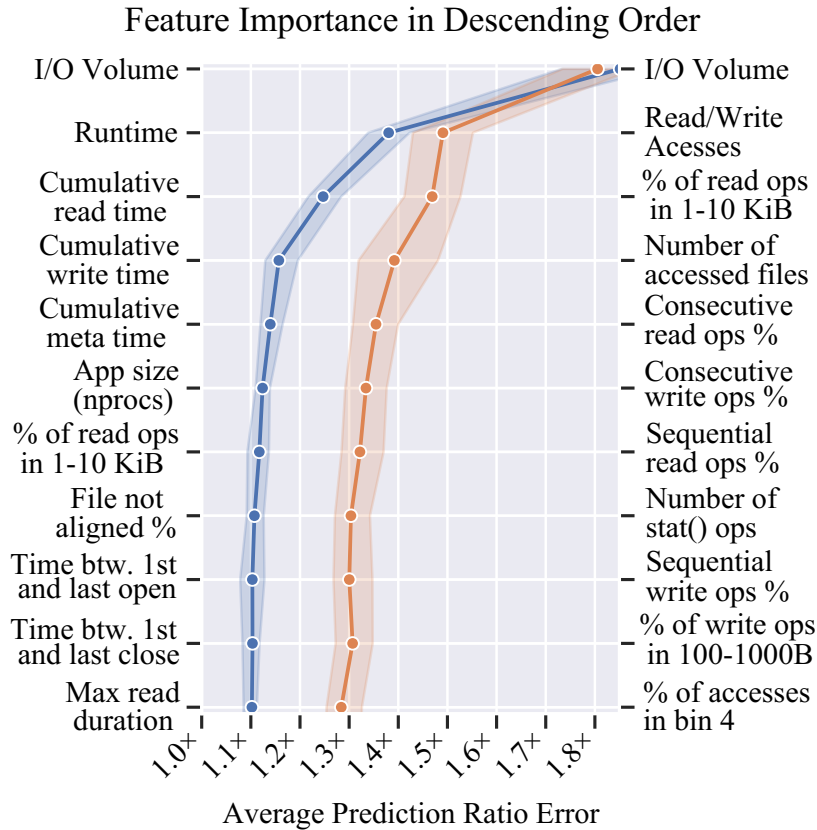 Feature Importance in Descending Order
I/O Volume
Runtime
Cumulative
read time
Cumulative
write time
Cumulative
meta time
App size
(nprocs)
% of read ops
in 1-10 KiB
File not
aligned %
Time btw. 1st
and last open
Time btw. 1st
and last close
Max read
duration
I/O Volume
Read/Write
Acesses
% of read ops
in 1-10 KiB
Number of
accessed files
Consecutive
read ops %
Consecutive
write ops %
Sequential
read ops %
Number of
stat() ops
Sequential
write ops %
% of write ops
in 100-1000B
% of accesses
in bin 4
1.0×
1.1×
1.2×
1.3×
1.4×
1.5×
1.6×
1.7×
1.8×
Average Prediction Ratio Error